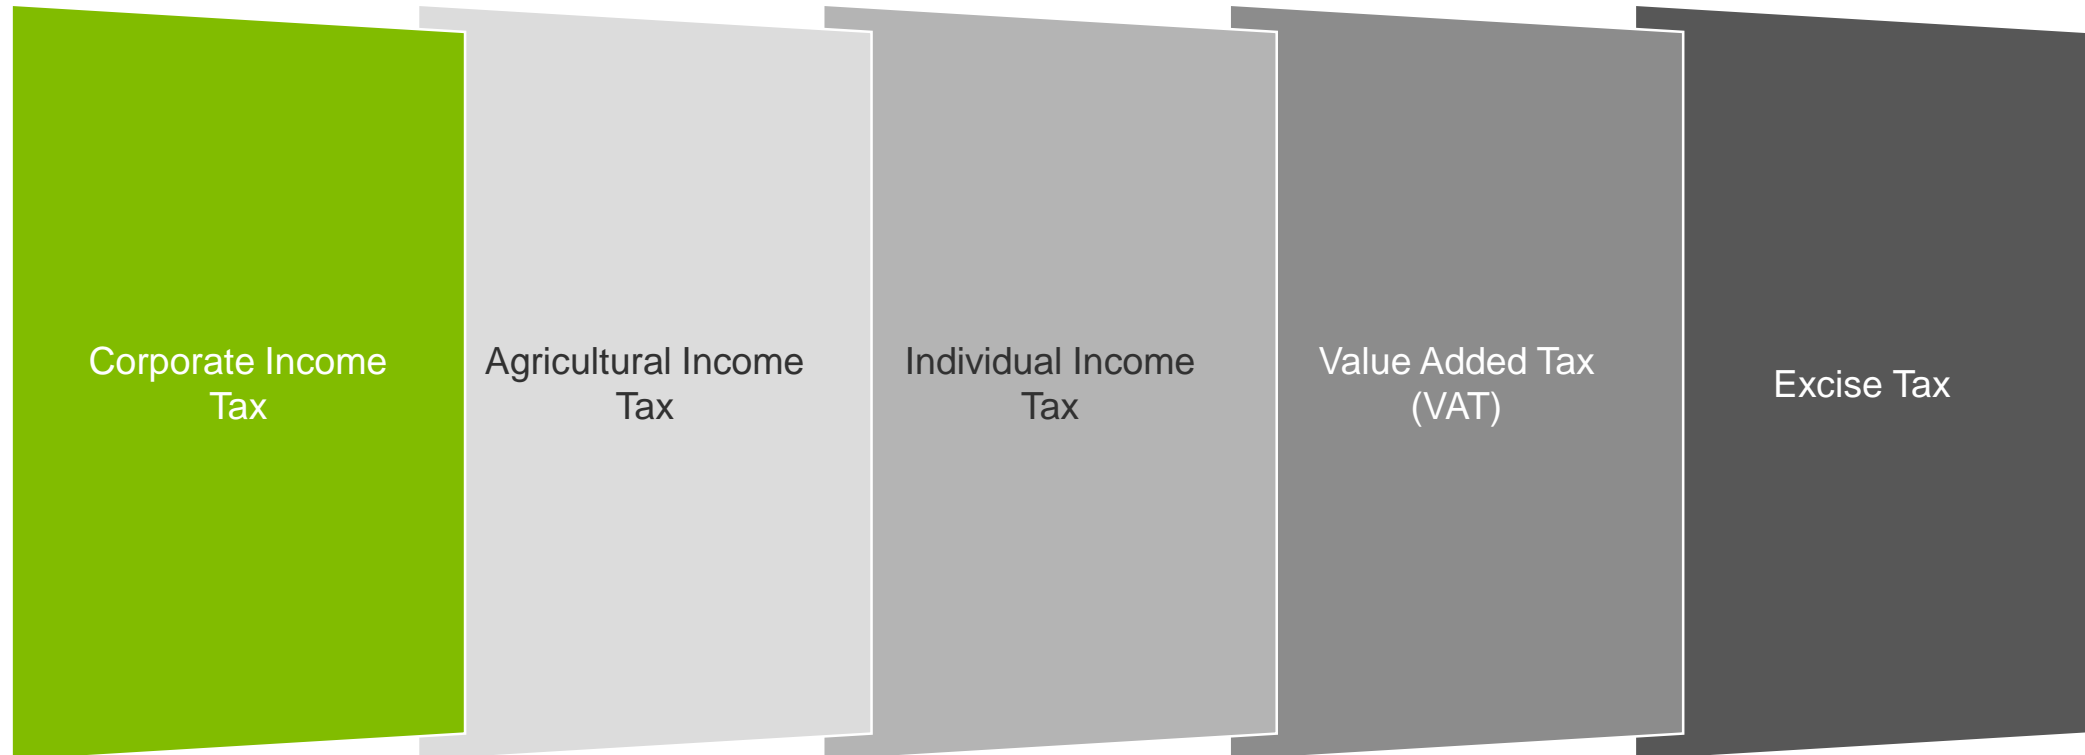 Corporate Income
Tax
Agricultural Income
Tax
Individual Income
Tax
Value Added Tax
(VAT)
Excise Tax